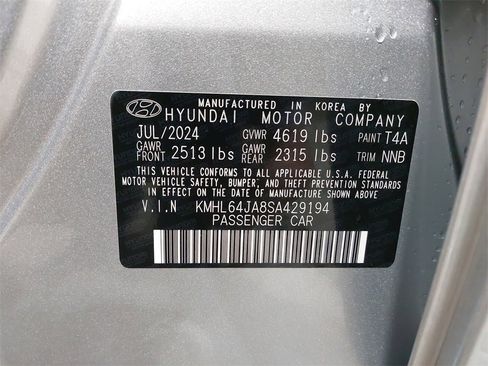 MANUFACTURED IN KOREA BY
HYUNDAI MOTOR COMPANY
JUL/2024 GVWR 4619 lbs PAINT T4A
GAWR FRONT 2513 lbs GAWR REAR 2315 lbs TRIM NNB
THIS VEHICLE CONFORMS TO ALL APPLICABLE U.S.A. FEDERAL
MOTOR VEHICLE SAFETY, BUMPER, AND THEFT PREVENTION
STANDARDS IN EFFECT ON THE DATE OF MANUFACTURE SHOWN ABOVE
V.I.N KMHL64JA8SA429194
PASSENGER CAR